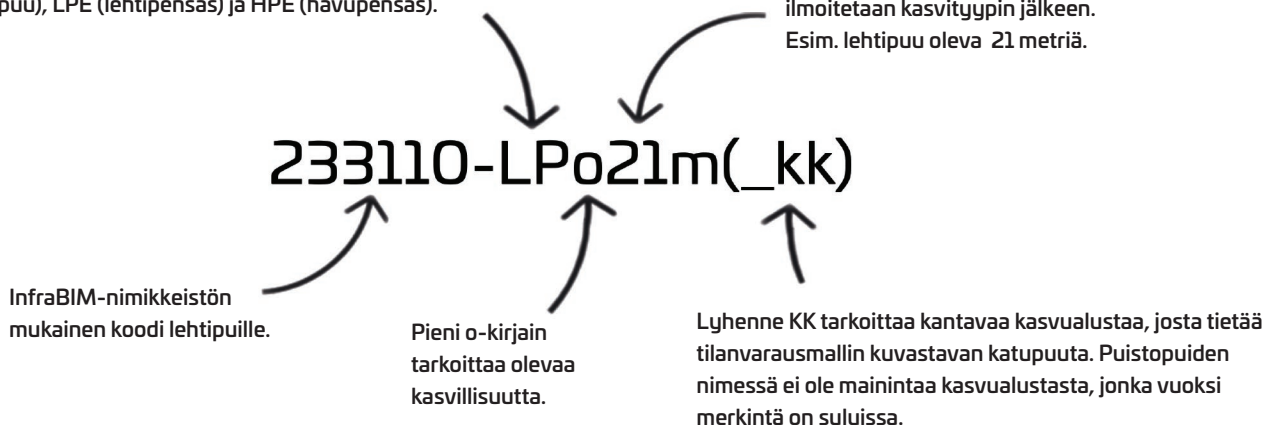 puu), LPE (lehtipensas) ja HPE (havupensas).
ilmoitetaan kasvityypin jälkeen.
Esim. lehtipuu oleva 21 metriä.
233110-LPo21m(_kk)
InfraBIM-nimikkeistön
mukainen koodi lehtipuille.
Pieni o-kirjain
tarkoittaa olevaa
kasvillisuutta.
Lyhenne KK tarkoittaa kantavaa kasvualustaa, josta tietää
tilanvarausmallin kuvastavan katupuuta. Puistopuiden
nimessä ei ole mainintaa kasvualustasta, jonka vuoksi
merkintä on suluissa.